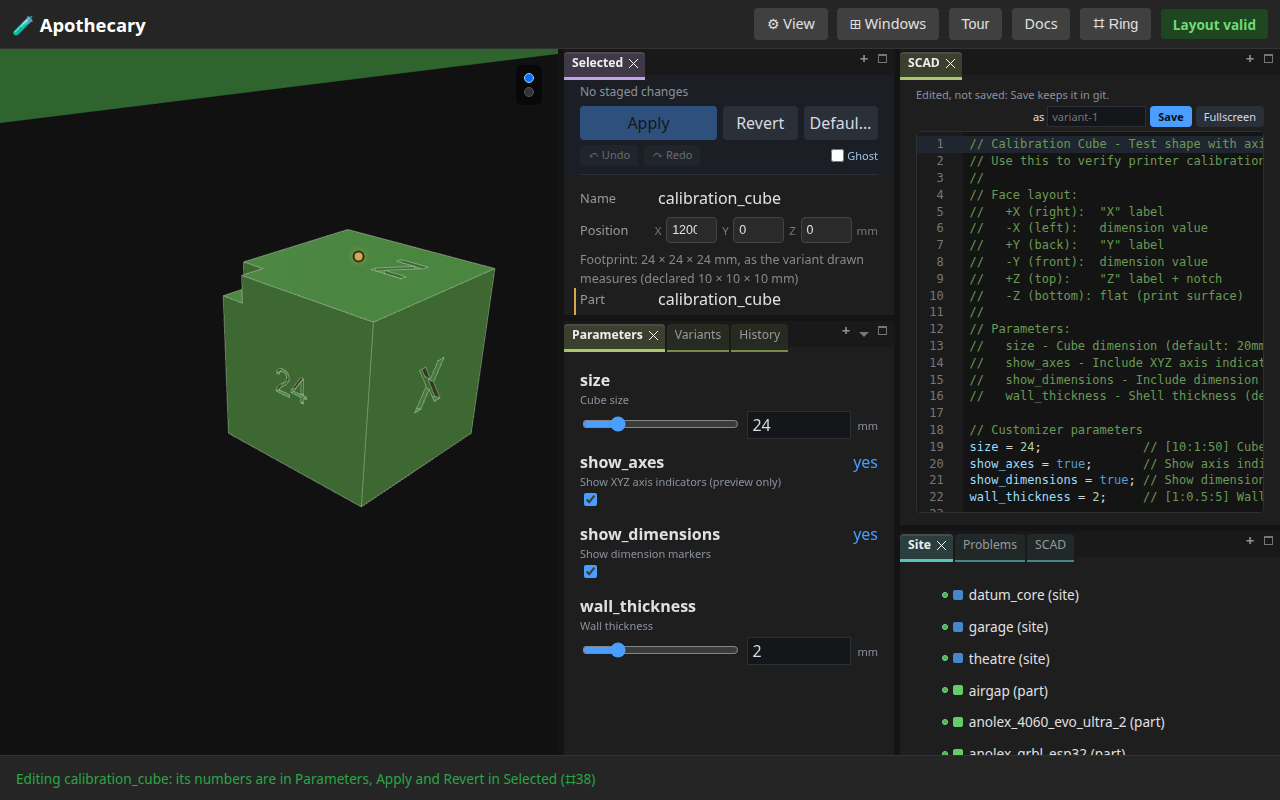 🧪 Apothecary
⚙ View
⊞ Windows
Tour
Docs
⌗ Ring
Layout valid
24
X
Z
Selected
No staged changes
Apply
Revert
Defaul...
↶ Undo
↷ Redo
Ghost
Name calibration_cube
Position X 1200 Y 0 Z 0 mm
Footprint: 24 × 24 × 24 mm, as the variant drawn
measures (declared 10 × 10 × 10 mm)
Part calibration_cube
Parameters Variants History
size
Cube size
24 mm
show_axes yes
Show XYZ axis indicators (preview only)
show_dimensions yes
Show dimension markers
wall_thickness
Wall thickness
2 mm
SCAD
Edited, not saved: Save keeps it in git.
as variant-1 Save Fullscreen
1 // Calibration Cube - Test shape with axi
2 // Use this to verify printer calibration
3 //
4 // Face layout:
5 //   +X (right):  "X" label
6 //   -X (left):   dimension value
7 //   +Y (back):   "Y" label
8 //   -Y (front):  dimension value
9 //   +Z (top):    "Z" label + notch
10 //   -Z (bottom): flat (print surface)
11 //
12 // Parameters:
13 //   size - Cube dimension (default: 20mm
14 //   show_axes - Include XYZ axis indicat
15 //   show_dimensions - Include dimension
16 //   wall_thickness - Shell thickness (de
17
18 // Customizer parameters
19 size = 24;             // [10:1:50] Cube
20 show_axes = true;      // Show axis indi
21 show_dimensions = true; // Show dimension
22 wall_thickness = 2;     // [1:0.5:5] Wall
Site Problems SCAD
datum_core (site)
garage (site)
theatre (site)
airgap (part)
anolex_4060_evo_ultra_2 (part)
anolex_grbl_esp32 (part)
Editing calibration_cube: its numbers are in Parameters, Apply and Revert in Selected (⌗38)